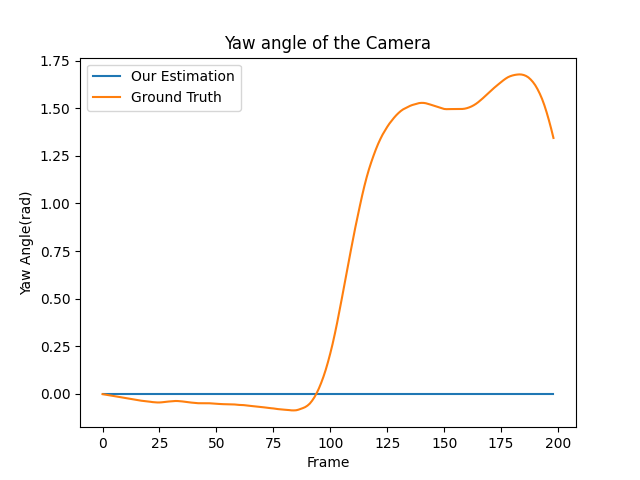 Yaw angle of the Camera
Our Estimation
Ground Truth
1.75
1.50
1.25
1.00
0.75
0.50
0.25
0.00
Yaw Angle(rad)
0 25 50 75 100 125 150 175 200
Frame